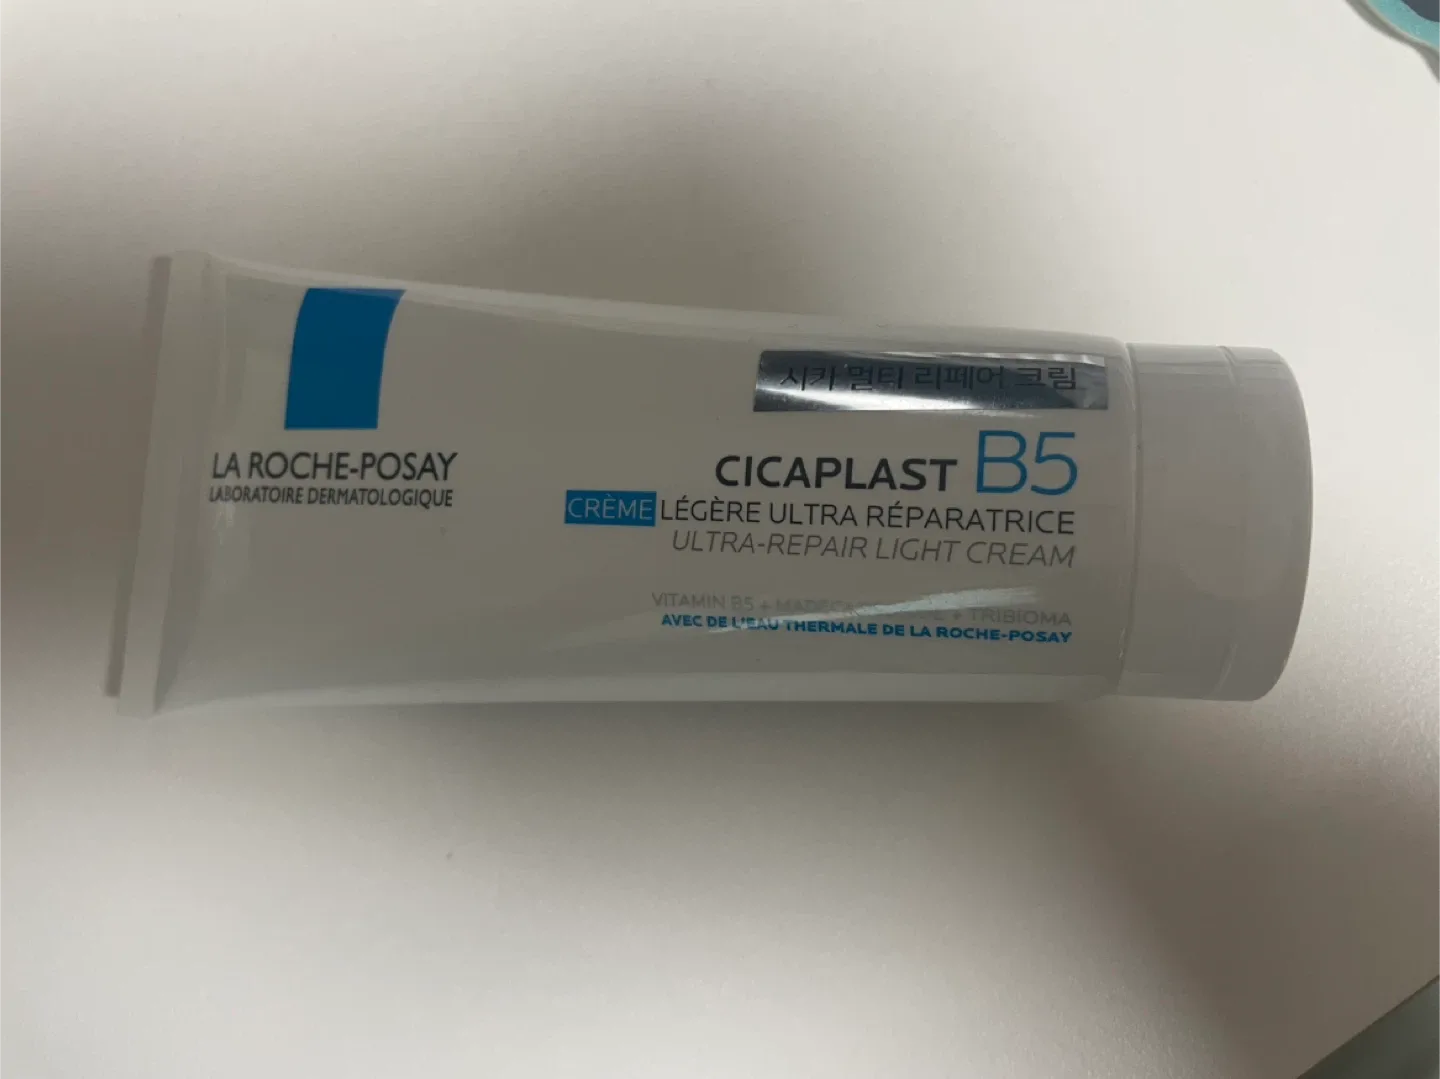 LA ROCHE-POSAY
LABORATOIRE DERMATOLOGIQUE
시카 멀티 리페어 크림
CICAPLAST B5
CRÈME LÉGÈRE ULTRA RÉPARATRICE
ULTRA-REPAIR LIGHT CREAM
VITAMIN B5 + + TRIBIOMA
AVEC DE L'EAU THERMALE DE LA ROCHE-POSAY